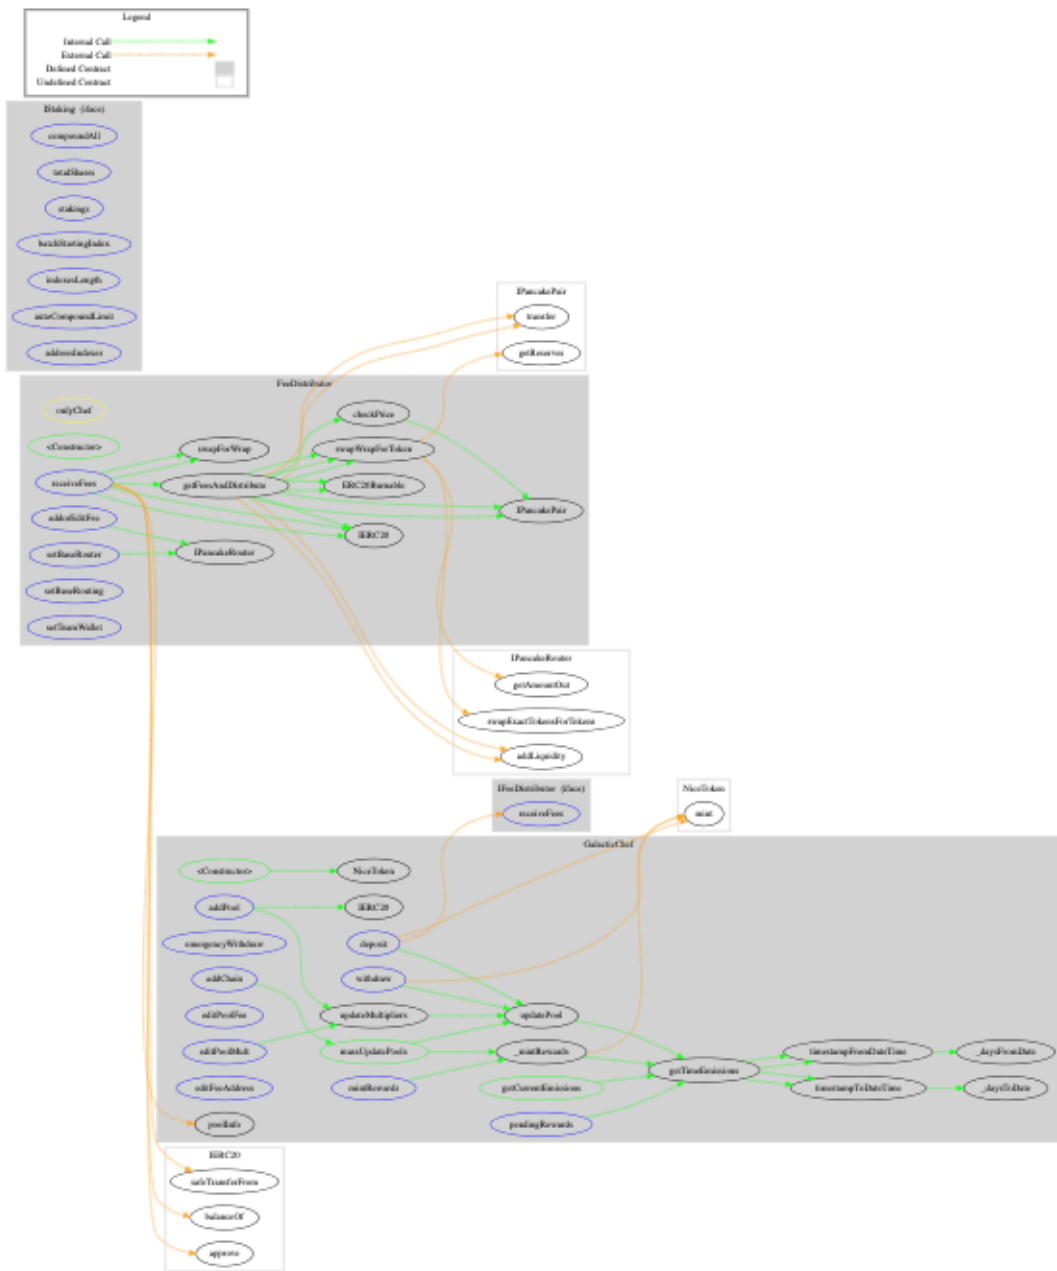 Legend
Internal Call
External Call
Defined Contract
Undefined Contract
IStaking (iface)
compoundAll
totalShares
stakings
batchStartingIndex
indexesLength
autoCompoundLimit
addressIndexes
IPancakePair
transfer
getReserves
FeeDistributor
onlyChef
<Constructor>
receiveFees
addorEditFee
setBaseRouter
setBaseRouting
setTeamWallet
swapForWrap
getFeesAndDistribute
IPancakeRouter
checkPrice
swapWrapForToken
IERC20Burnable
IERC20
IPancakePair
IPancakeRouter
getAmountOut
swapExactTokensForTokens
addLiquidity
IFeeDistributor (iface)
receiveFees
NiceToken
mint
GalacticChef
<Constructor>
NiceToken
addPool
IERC20
emergencyWithdraw
deposit
addChain
withdraw
editPoolFee
updateMultipliers
updatePool
editPoolMult
massUpdatePools
_mintRewards
timestampFromDateTime
_daysFromDate
getTimeEmissions
editFeeAddress
mintRewards
getCurrentEmissions
timestampToDateTime
_daysToDate
poolInfo
pendingRewards
IERC20
safeTransferFrom
balanceOf
approve